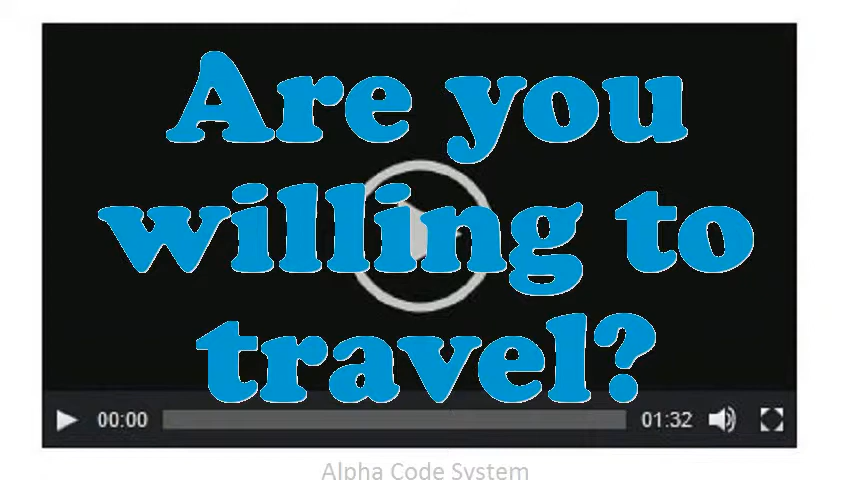 Are you
willing to
travel?
00:00
01:32
Alpha Code System